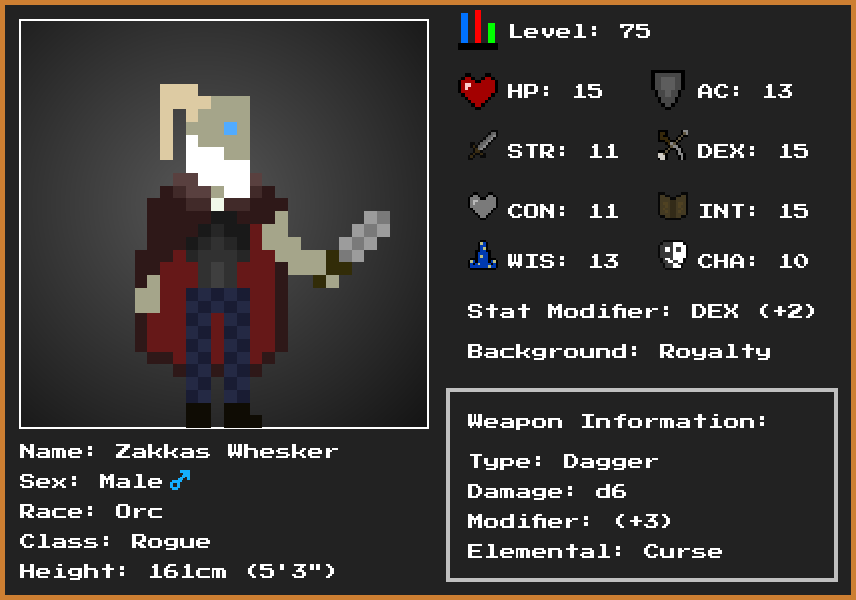 Level: 75
HP: 15
AC: 13
STR: 11
DEX: 15
CON: 11
INT: 15
WIS: 13
CHA: 10
Stat Modifier: DEX (+2)
Background: Royalty
Weapon Information:
Type: Dagger
Damage: d6
Modifier: (+3)
Elemental: Curse
Name: Zakkas Whesker
Sex: Male ♂
Race: Orc
Class: Rogue
Height: 161cm (5'3")